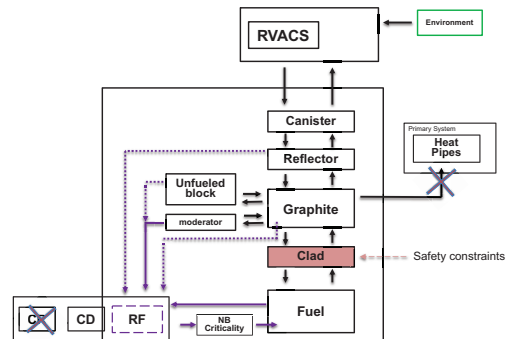 RVACS
Environment
Canister
Reflector
Primary System
Heat
Pipes
Unfueled
block
Graphite
moderator
Clad
Safety constraints
CD
RF
NB
Criticality
Fuel